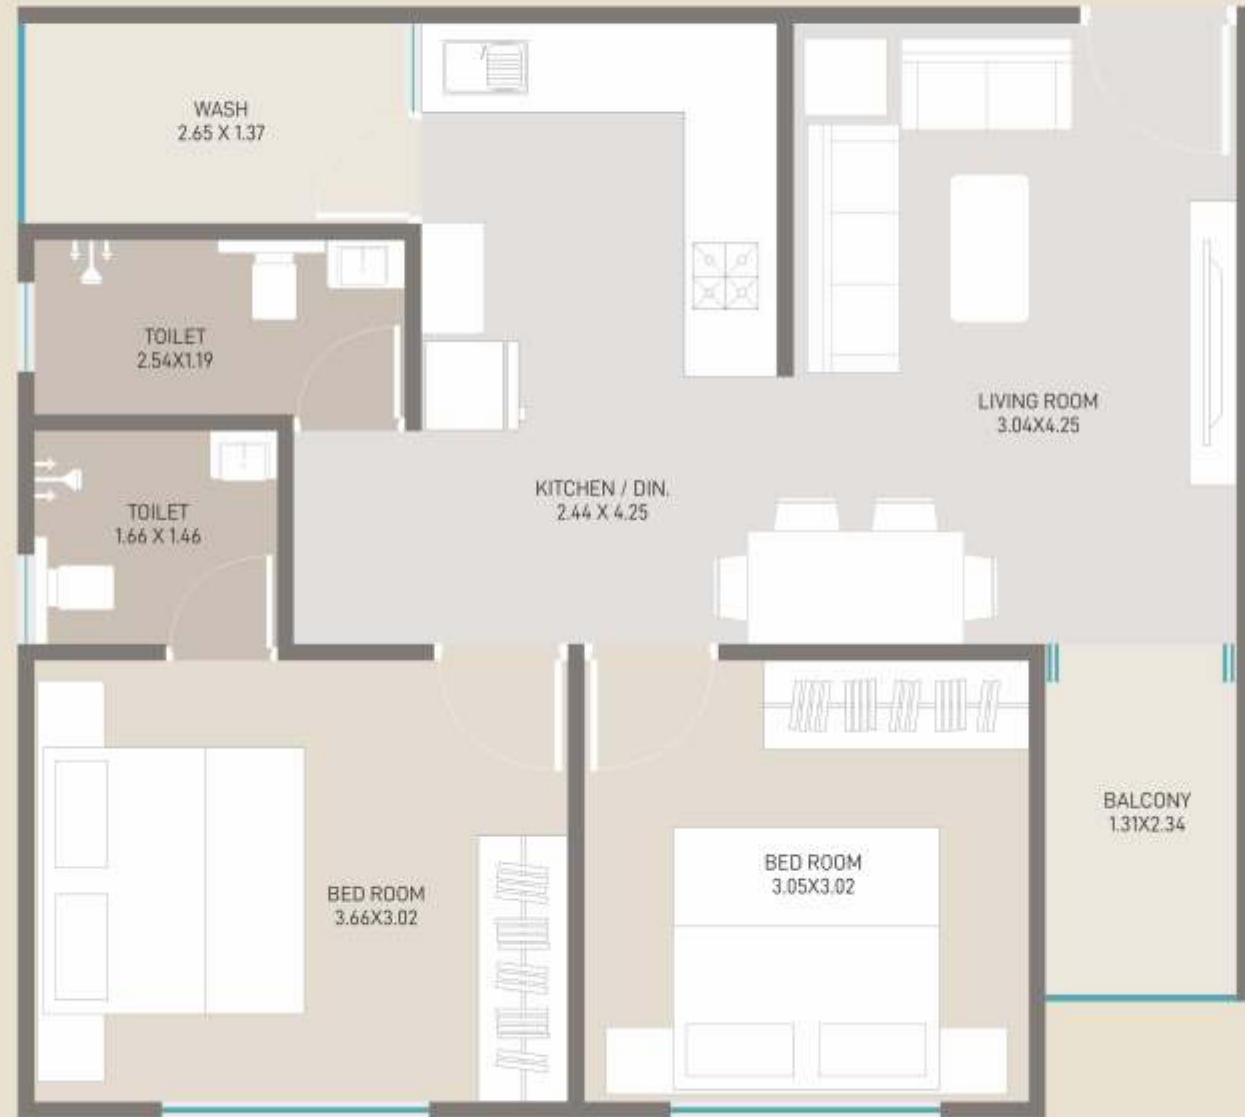 WASH
2.65 X 1.37
TOILET
2.54X1.19
LIVING ROOM
3.04X4.25
KITCHEN / DIN.
2.44 X 4.25
TOILET
1.66 X 1.46
BALCONY
1.31X2.34
BED ROOM
3.05X3.02
BED ROOM
3.66X3.02